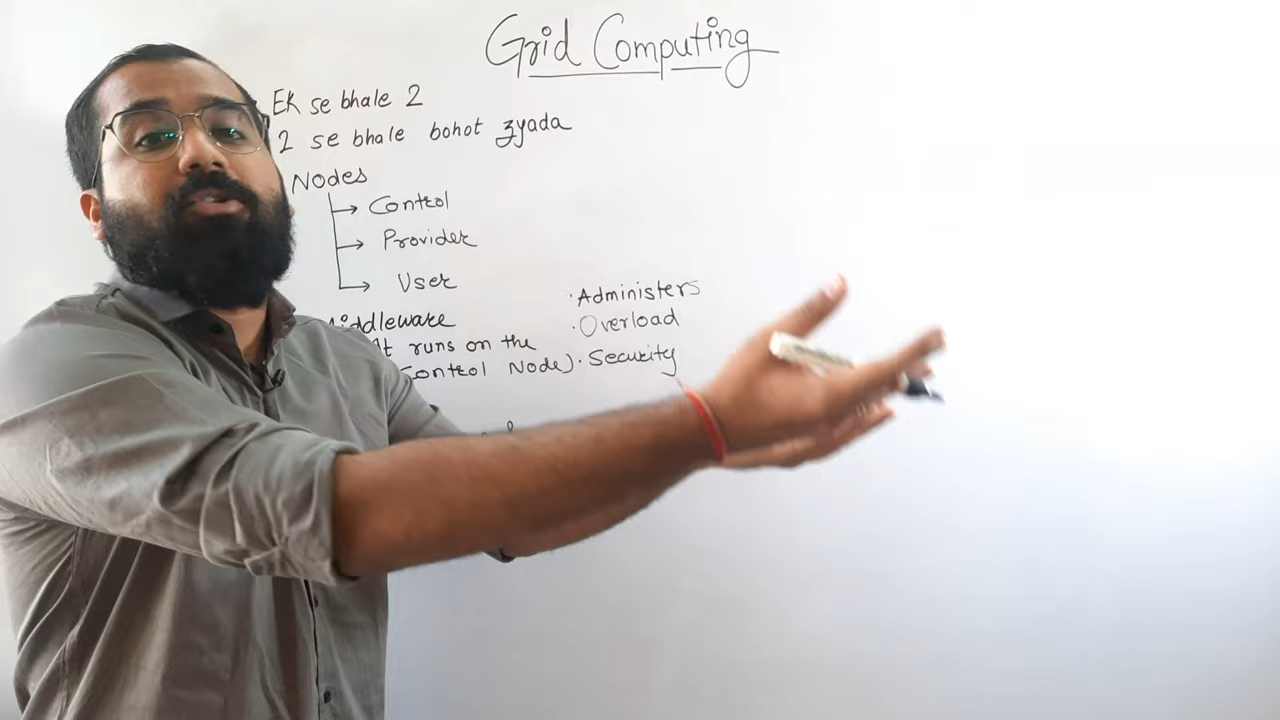 Grid Computing
Ek se bhale 2
2 se bhale bohot zyada
Nodes
→ Control
→ Provider
→ User
Middleware
It runs on the
Control Node)
· Administers
· Overload
· Security